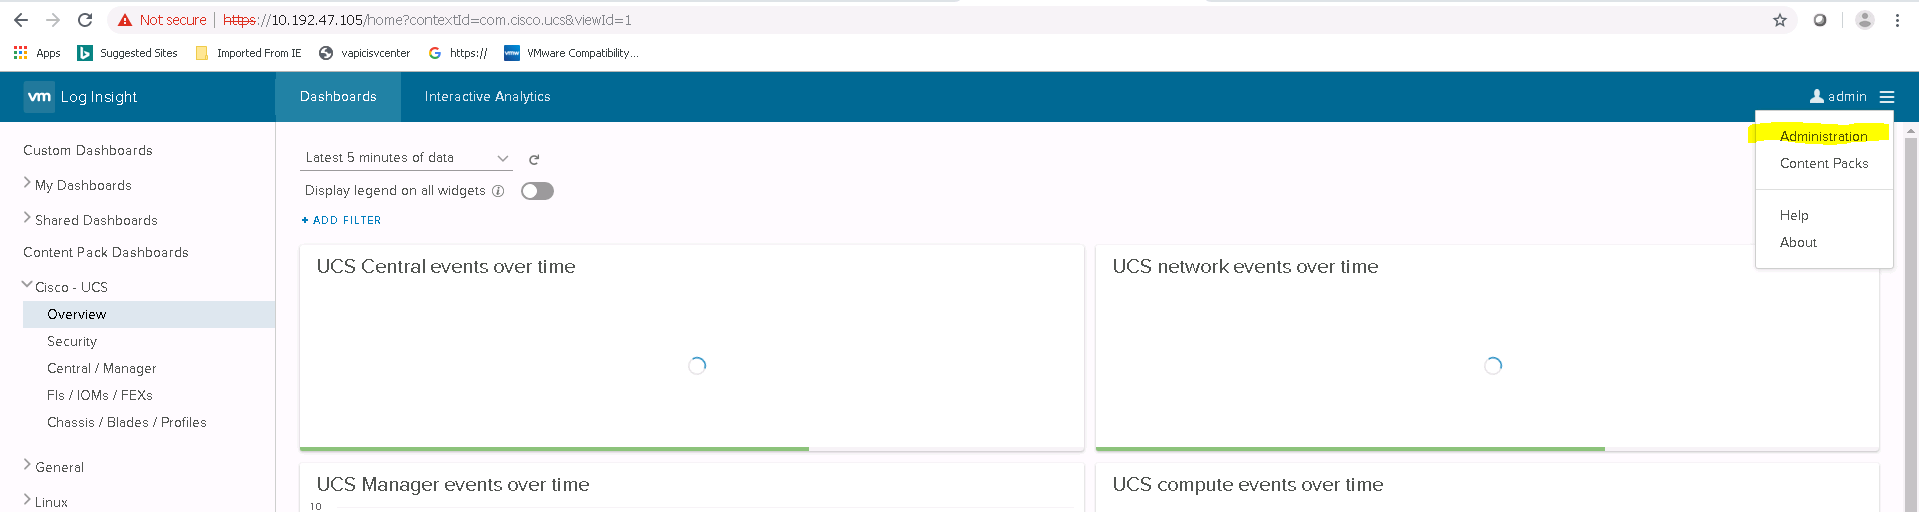 Not secure | https://10.192.47.105/home?contextId=com.cisco.ucs&viewId=1
Apps Suggested Sites Imported From IE vapicisvcenter https:// VMware Compatibility...
vm Log Insight Dashboards Interactive Analytics admin
Administration
Content Packs
Help
About
Custom Dashboards
My Dashboards
Shared Dashboards
Content Pack Dashboards
Cisco - UCS
Overview
Security
Central / Manager
FIs / IOMs / FEXs
Chassis / Blades / Profiles
General
Linux
Latest 5 minutes of data
Display legend on all widgets
+ ADD FILTER
UCS Central events over time
UCS network events over time
UCS Manager events over time
10
UCS compute events over time